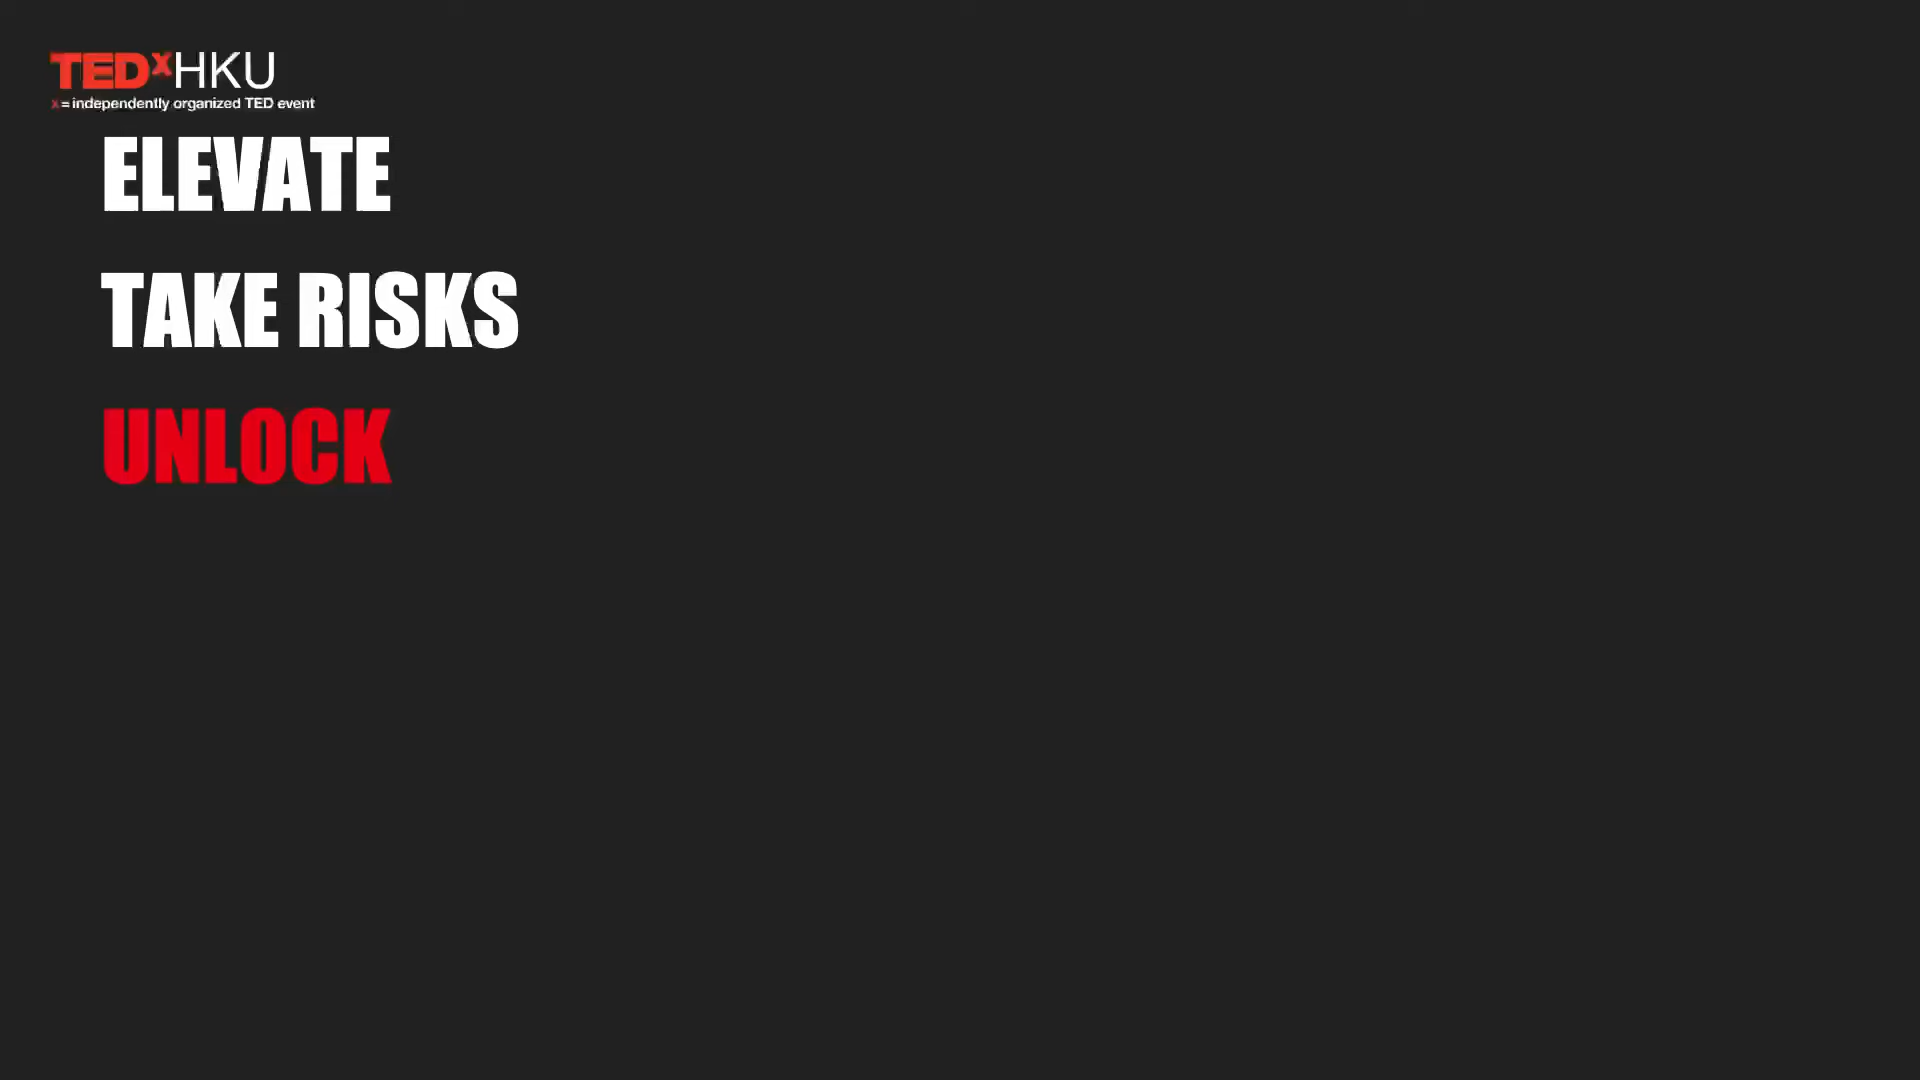 TEDxHKU
x = independently organized TED event
ELEVATE
TAKE RISKS
UNLOCK